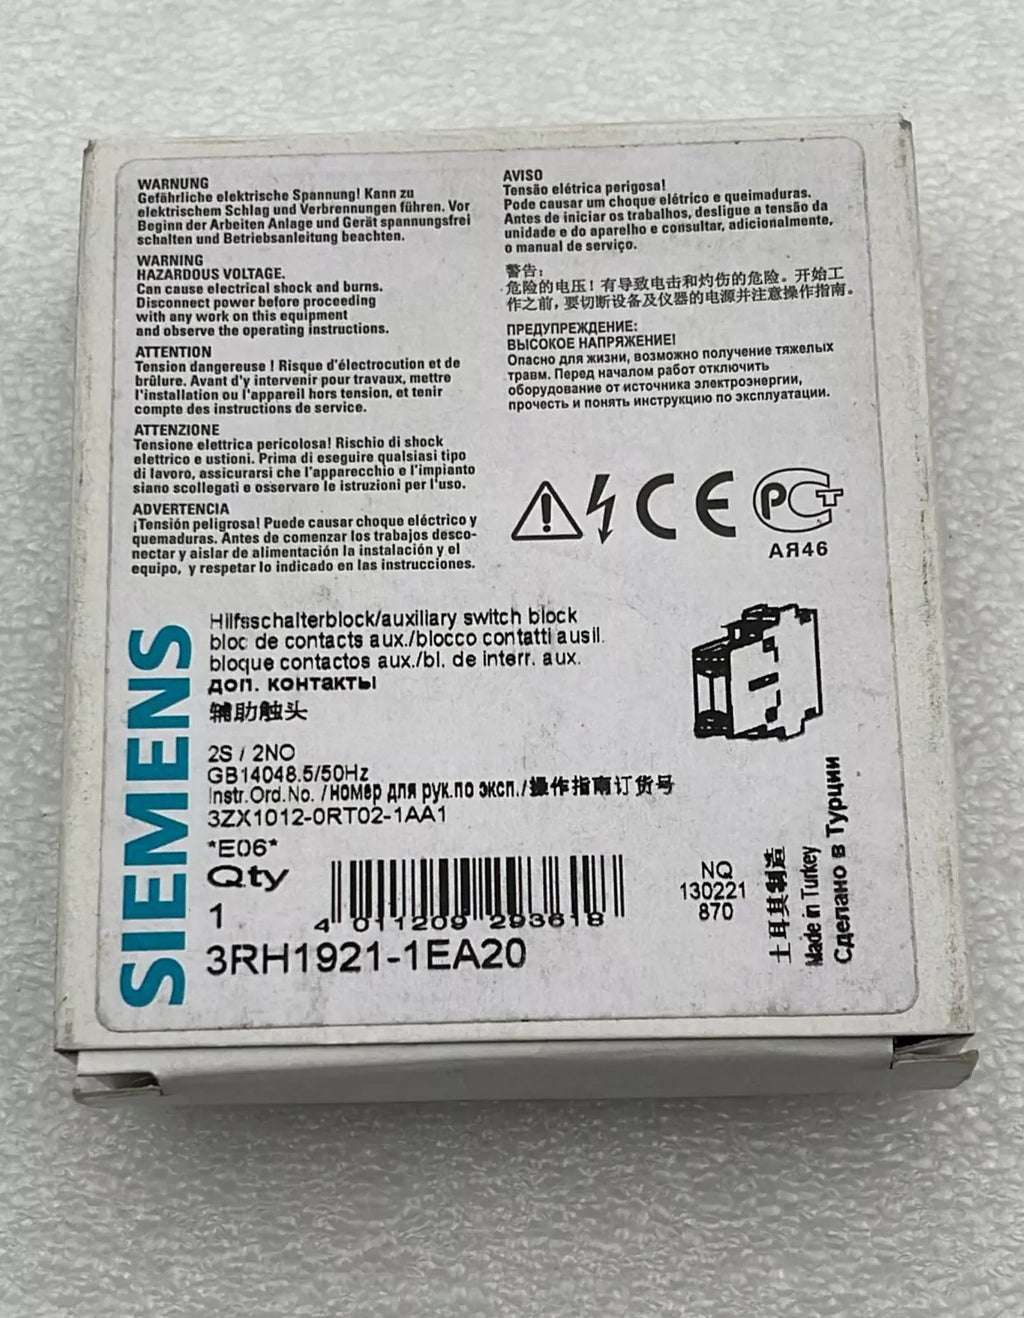 WARNUNG
Gefährliche elektrische Spannung! Kann zu
elektrischem Schlag und Verbrennungen führen. Vor
Beginn der Arbeiten Anlage und Gerät spannungsfrei
schalten und Betriebsanleitung beachten.
WARNING
HAZARDOUS VOLTAGE.
Can cause electrical shock and burns.
Disconnect power before proceeding
with any work on this equipment
and observe the operating instructions.
ATTENTION
Tension dangereuse ! Risque d'électrocution et de
brûlure. Avant d'y intervenir pour travaux, mettre
l'installation ou l'appareil hors tension, et tenir
compte des instructions de service.
ATTENZIONE
Tensione elettrica pericolosa! Rischio di shock
elettrico e ustioni. Prima di eseguire qualsiasi tipo
di lavoro, assicurarsi che l'apparecchio e l'impianto
siano scollegati e osservare le istruzioni per l'uso.
ADVERTENCIA
¡Tensión peligrosa! Puede causar choque eléctrico y
quemaduras. Antes de comenzar los trabajos desco-
nectar y aislar de alimentación la instalación y el
equipo, y respetar lo indicado en las instrucciones.
AVISO
Tensão elétrica perigosa!
Pode causar um choque elétrico e queimaduras.
Antes de iniciar os trabalhos, desligue a tensão da
unidade e do aparelho e consultar, adicionalmente,
o manual de serviço.
警告:
危险的电压! 有导致电击和灼伤的危险。开始工
作之前, 要切断设备及仪器的电源并注意操作指南。
ПРЕДУПРЕЖДЕНИЕ:
ВЫСОКОЕ НАПРЯЖЕНИЕ!
Опасно для жизни, возможно получение тяжелых
травм. Перед началом работ отключить
оборудование от источника электроэнергии,
прочесть и понять инструкцию по эксплуатации.
CE PCT
АЯ46
SIEMENS
Hilfsschalterblock/auxiliary switch block
bloc de contacts aux./blocco contatti ausil.
bloque contactos aux./bl. de interr. aux.
доп. контакты
辅助触头
2S / 2NO
GB14048.5/50Hz
Instr.Ord.No. /номер для рук.по эксп./操作指南订货号
3ZX1012-0RT02-1AA1
*E06*
Qty
1
4 011209 293618
3RH1921-1EA20
NQ
130221
870
土耳其制造
Made in Turkey
Сделано в Турции